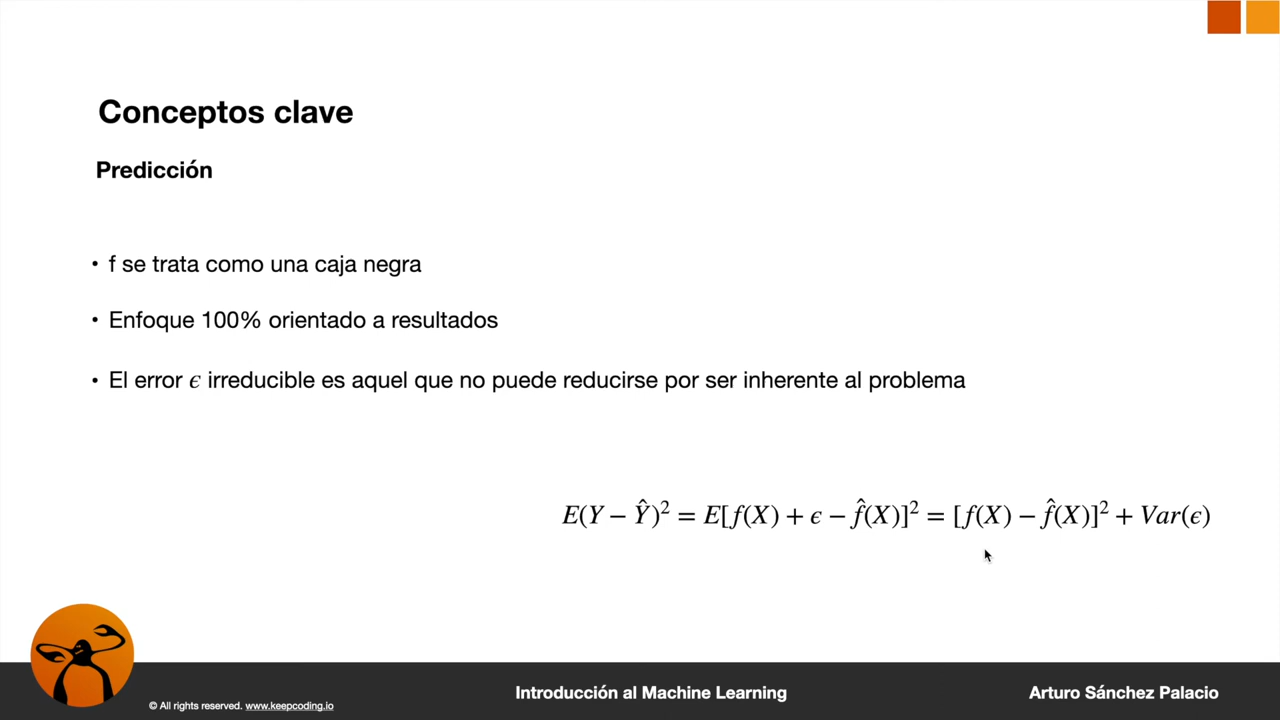 Conceptos clave
Predicción
• f se trata como una caja negra
• Enfoque 100% orientado a resultados
• El error ϵ irreducible es aquel que no puede reducirse por ser inherente al problema
E(Y − Ŷ)² = E[f(X) + ϵ − f̂(X)]² = [f(X) − f̂(X)]² + Var(ϵ)
© All rights reserved. www.keepcoding.io
Introducción al Machine Learning
Arturo Sánchez Palacio